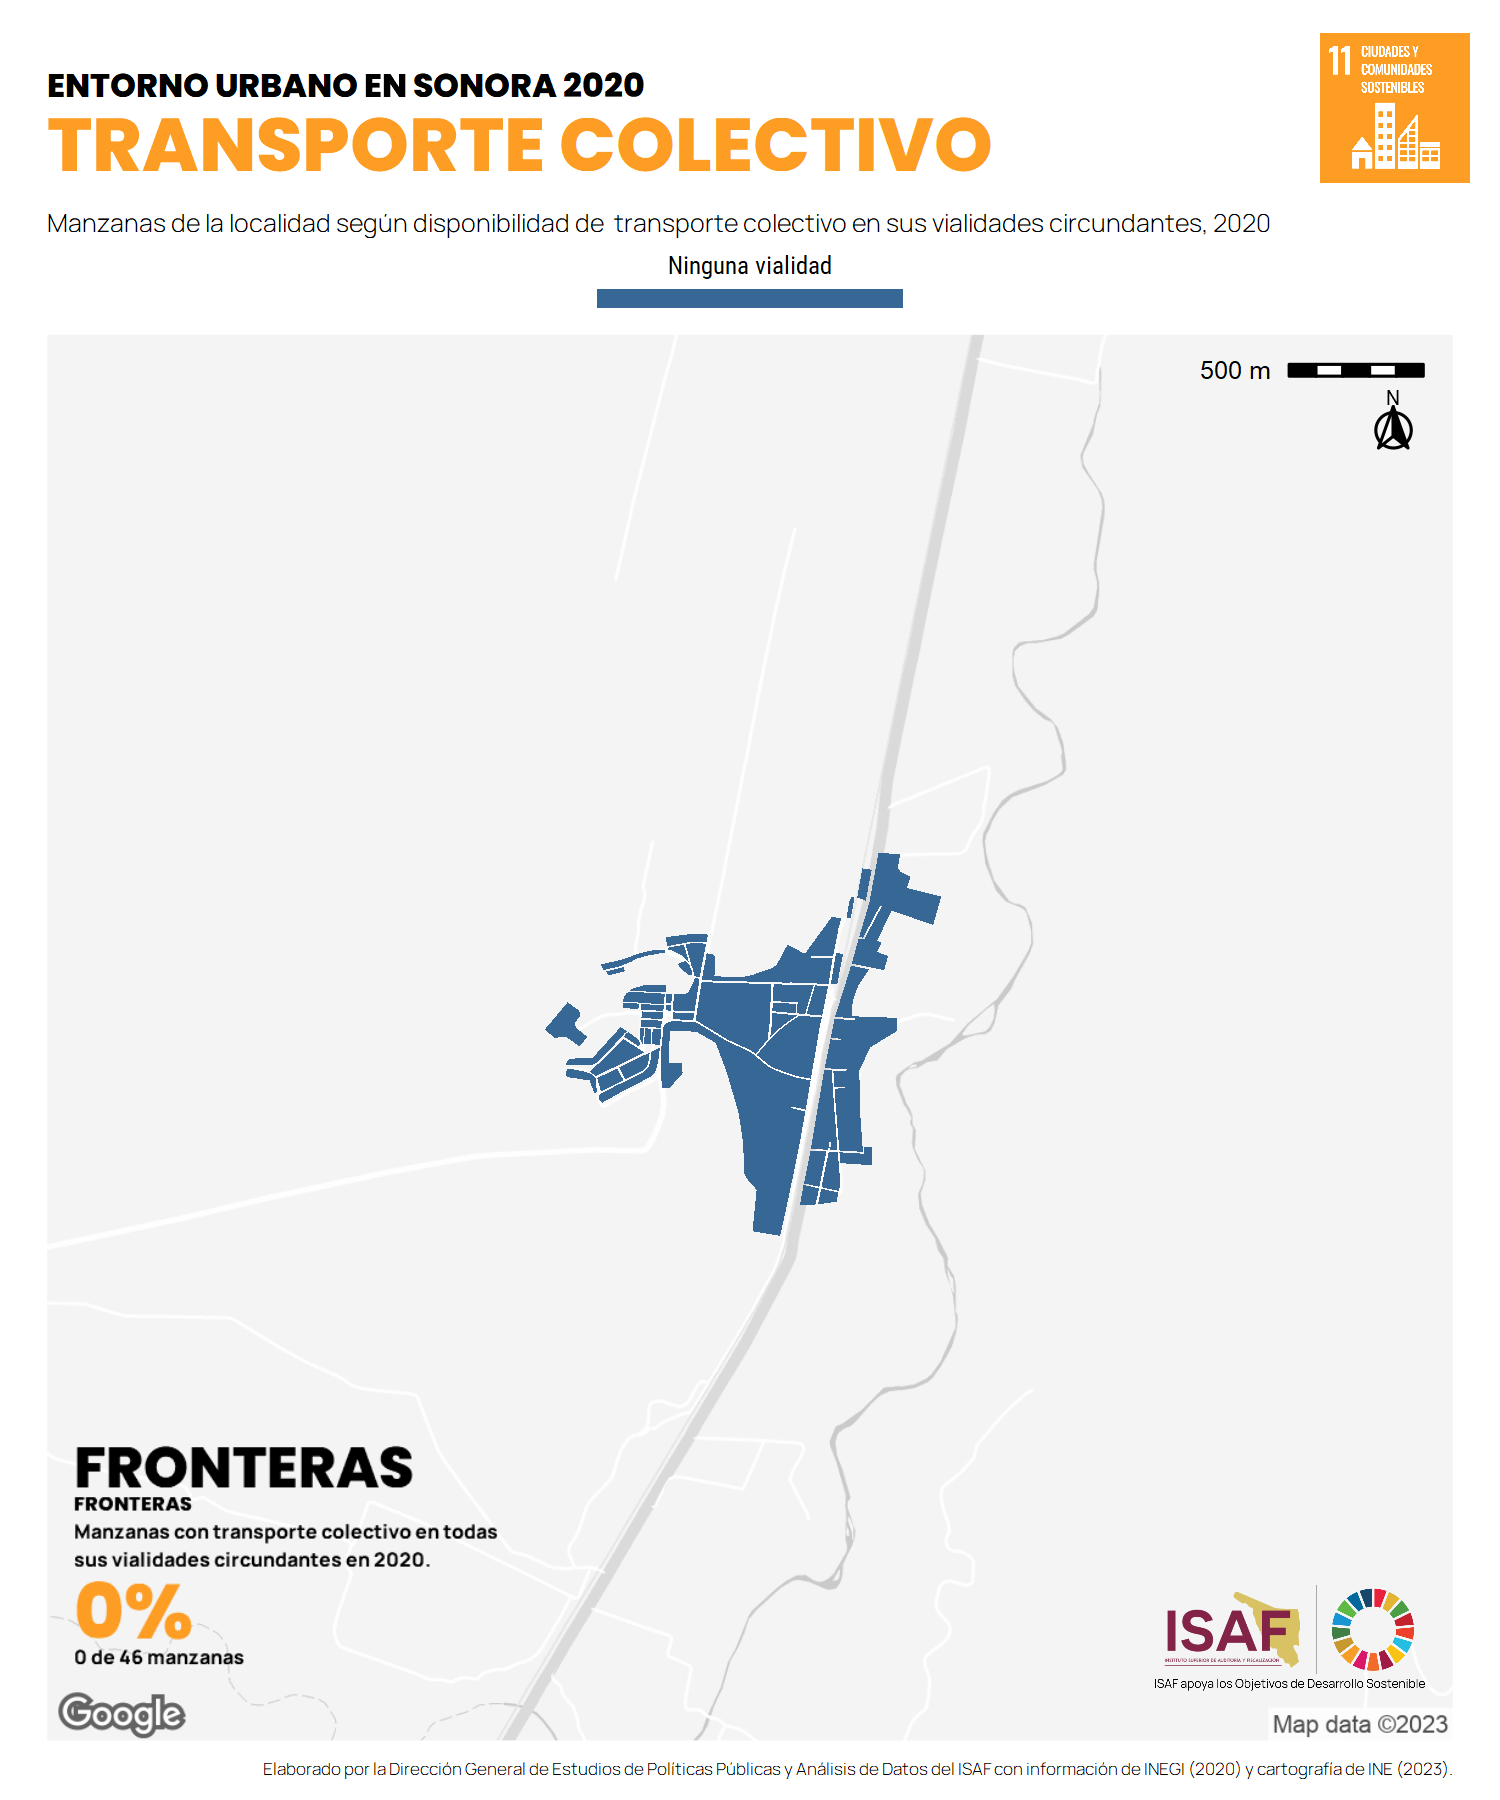 ENTORNO URBANO EN SONORA 2020
TRANSPORTE COLECTIVO
11 CIUDADES Y
COMUNIDADES
SOSTENIBLES
Manzanas de la localidad según disponibilidad de transporte colectivo en sus vialidades circundantes, 2020
Ninguna vialidad
500 m
N
FRONTERAS
FRONTERAS
Manzanas con transporte colectivo en todas
sus vialidades circundantes en 2020.
0%
0 de 46 manzanas
ISAF
INSTITUTO SUPERIOR DE AUDITORÍA Y FISCALIZACIÓN
ISAF apoya los Objetivos de Desarrollo Sostenible
Google
Map data ©2023
Elaborado por la Dirección General de Estudios de Políticas Públicas y Análisis de Datos del ISAF con información de INEGI (2020) y cartografía de INE (2023).